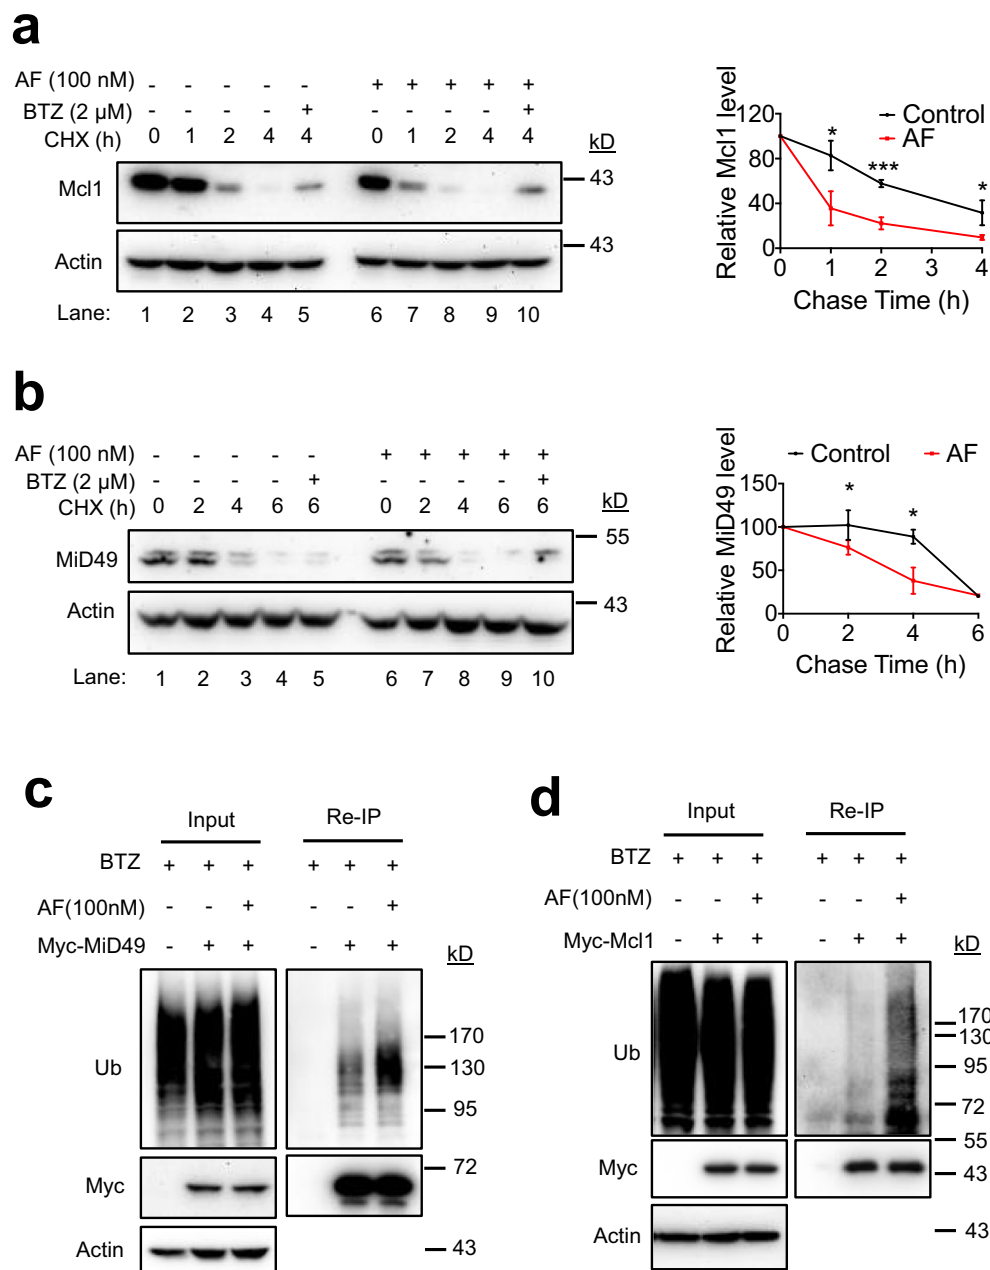 a
AF (100 nM) - - - - - + + + + +
BTZ (2 µM) - - - - + - - - - +
CHX (h) 0 1 2 4 4 0 1 2 4 4
kD
Mcl1
43
Actin
43
Lane: 1 2 3 4 5 6 7 8 9 10
Relative Mcl1 level
120
80
40
0
Control
AF
* *** *
0 1 2 3 4
Chase Time (h)
b
AF (100 nM) - - - - - + + + + +
BTZ (2 µM) - - - - + - - - - +
CHX (h) 0 2 4 6 6 0 2 4 6 6
kD
MiD49
55
Actin
43
Lane: 1 2 3 4 5 6 7 8 9 10
Relative MiD49 level
Control AF
150
100
50
0
* *
0 2 4 6
Chase Time (h)
c
Input Re-IP
BTZ + + + + + +
AF(100nM) - - + - - +
Myc-MiD49 - + + - + +
kD
Ub
170
130
95
Myc
72
Actin
43
d
Input Re-IP
BTZ + + + + + +
AF(100nM) - - + - - +
Myc-Mcl1 - + + - + +
kD
Ub
170
130
95
72
55
Myc
43
Actin
43